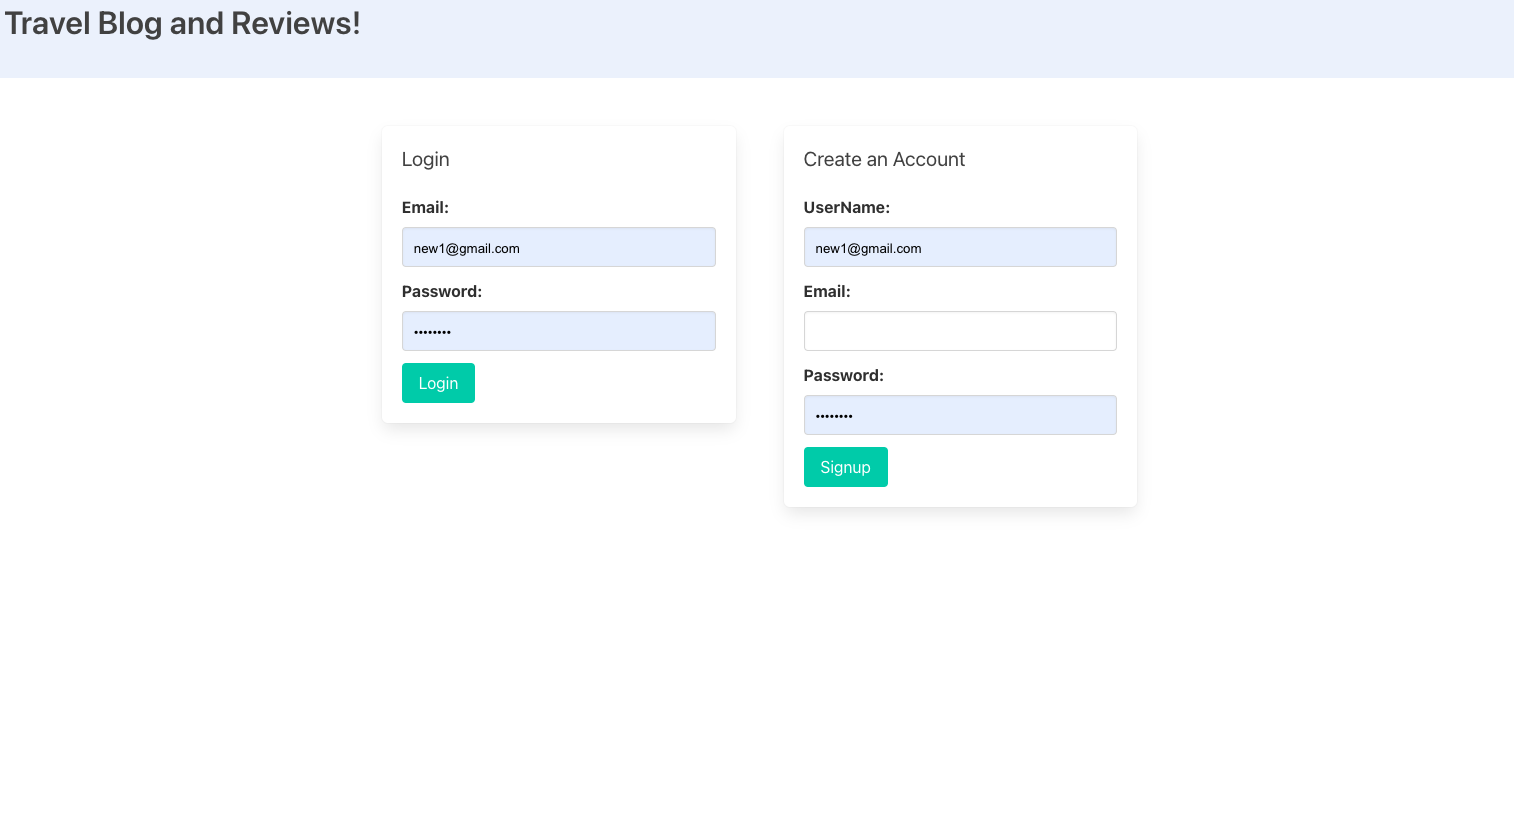 Travel Blog and Reviews!
Login
Email:
new1@gmail.com
Password:
••••••••
Login
Create an Account
UserName:
new1@gmail.com
Email:
Password:
••••••••
Signup